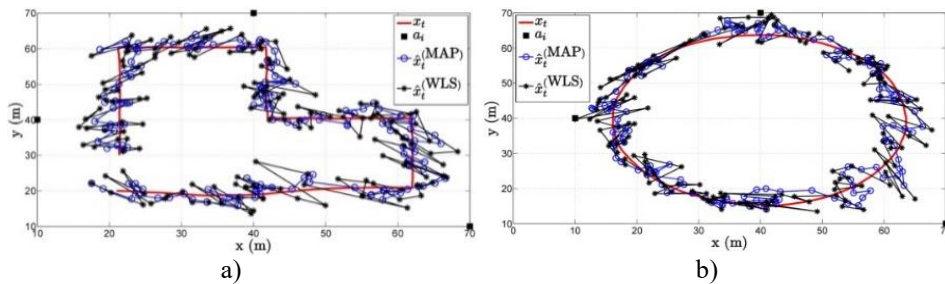 70
60
50
40
30
20
10
y (m)
10 20 30 40 50 60 70
x (m)
x_t
a_i
x̂_t^(MAP)
x̂_t^(WLS)
a)
70
60
50
40
30
20
10
y (m)
0 10 20 30 40 50 60
x (m)
x_t
a_i
x̂_t^(MAP)
x̂_t^(WLS)
b)